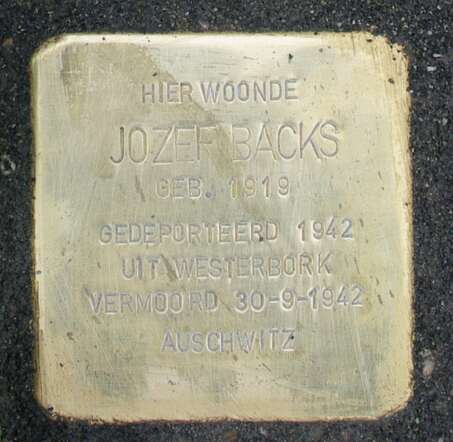 HIER WOONDE
JOZEF BACKS
GEB. 1919
GEDEPORTEERD 1942
UIT WESTERBORK
VERMOORD 30-9-1942
AUSCHWITZ